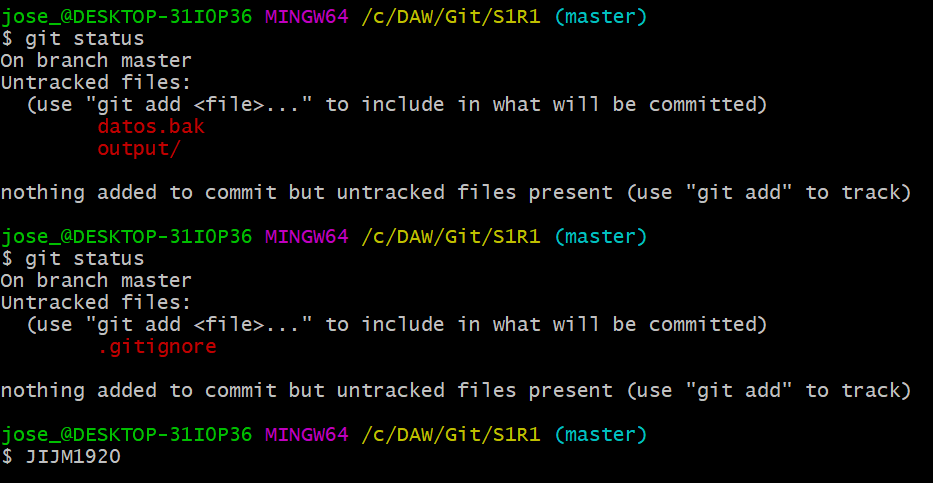 jose_@DESKTOP-31IOP36 MINGW64 /c/DAW/Git/S1R1 (master)
$ git status
On branch master
Untracked files:
  (use "git add <file>..." to include in what will be committed)
        datos.bak
        output/

nothing added to commit but untracked files present (use "git add" to track)

jose_@DESKTOP-31IOP36 MINGW64 /c/DAW/Git/S1R1 (master)
$ git status
On branch master
Untracked files:
  (use "git add <file>..." to include in what will be committed)
        .gitignore

nothing added to commit but untracked files present (use "git add" to track)

jose_@DESKTOP-31IOP36 MINGW64 /c/DAW/Git/S1R1 (master)
$ JIJM1920